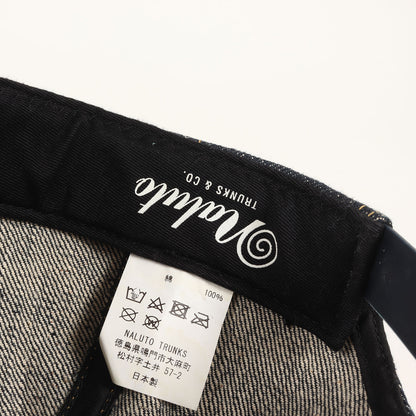 naluto
TRUNKS & CO.
綿 100%
NALUTO TRUNKS
徳島県鳴門市大麻町
松村字土井 57-2
日本製